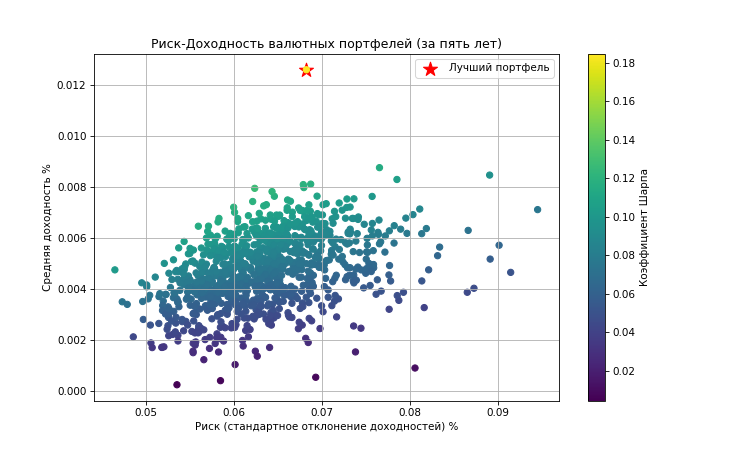 Риск-Доходность валютных портфелей (за пять лет)
Лучший портфель
Средняя доходность %
0.012
0.010
0.008
0.006
0.004
0.002
0.000
0.05 0.06 0.07 0.08 0.09
Риск (стандартное отклонение доходностей) %
0.18
0.16
0.14
0.12
0.10
0.08
0.06
0.04
0.02
Коэффициент Шарпа